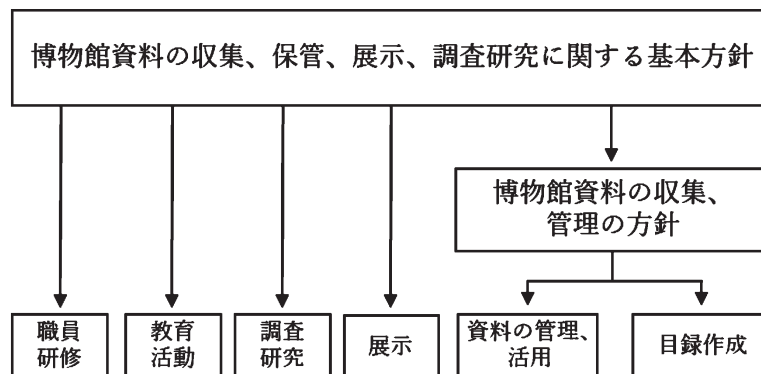 博物館資料の収集、保管、展示、調査研究に関する基本方針
博物館資料の収集、
管理の方針
職員
研修
教育
活動
調査
研究
展示
資料の管理、
活用
目録作成